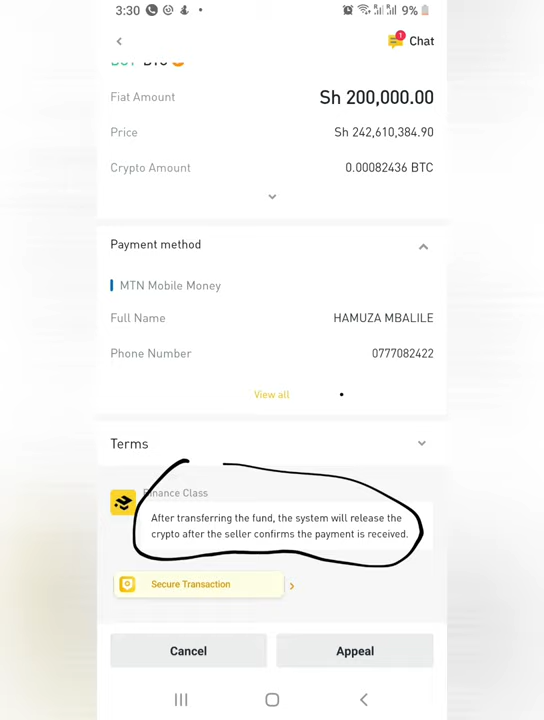 3:30
9%
Chat
Fiat Amount
Sh 200,000.00
Price
Sh 242,610,384.90
Crypto Amount
0.00082436 BTC
Payment method
MTN Mobile Money
Full Name
HAMUZA MBALILE
Phone Number
0777082422
View all
Terms
Finance Class
After transferring the fund, the system will release the
crypto after the seller confirms the payment is received.
Secure Transaction
Cancel
Appeal